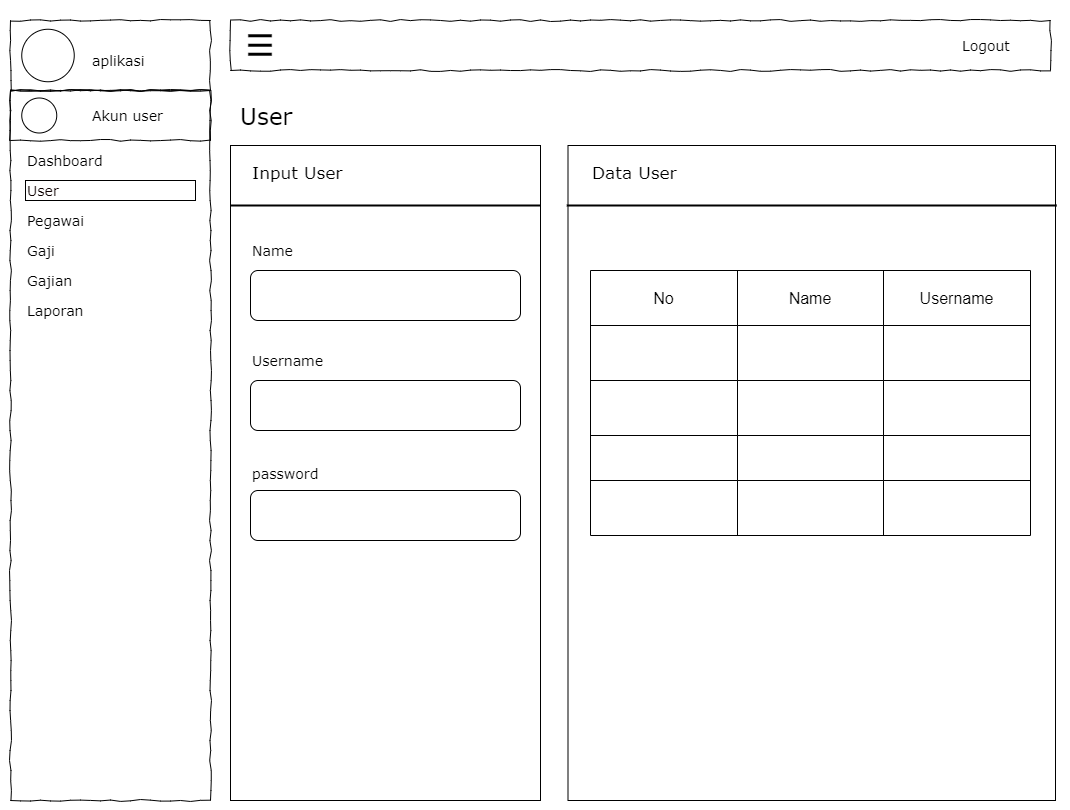 aplikasi
Akun user
Dashboard
User
Pegawai
Gaji
Gajian
Laporan
Logout
User
Input User
Name
Username
password
Data User
No Name Username